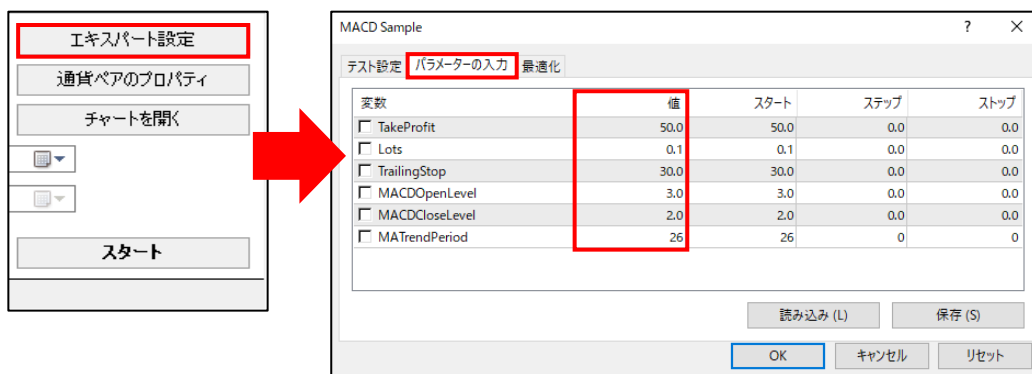 エキスパート設定
通貨ペアのプロパティ
チャートを開く
スタート
MACD Sample ? ×
テスト設定 パラメーターの入力 最適化
変数 値 スタート ステップ ストップ
TakeProfit 50.0 50.0 0.0 0.0
Lots 0.1 0.1 0.0 0.0
TrailingStop 30.0 30.0 0.0 0.0
MACDOpenLevel 3.0 3.0 0.0 0.0
MACDCloseLevel 2.0 2.0 0.0 0.0
MATrendPeriod 26 26 0 0
読み込み (L) 保存 (S)
OK キャンセル リセット